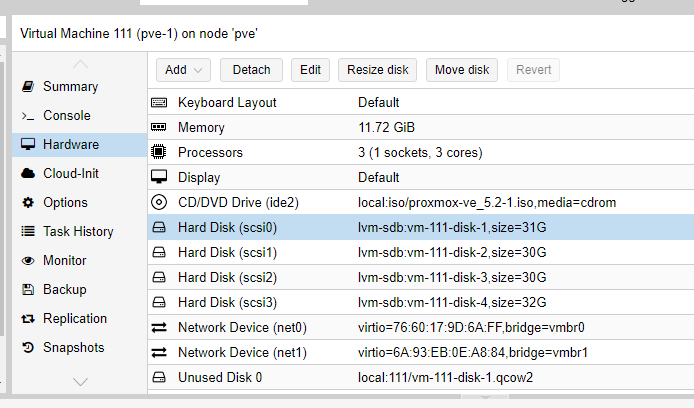 Virtual Machine 111 (pve-1) on node 'pve'
Add Detach Edit Resize disk Move disk Revert
Summary
Console
Hardware
Cloud-Init
Options
Task History
Monitor
Backup
Replication
Snapshots
Keyboard Layout Default
Memory 11.72 GiB
Processors 3 (1 sockets, 3 cores)
Display Default
CD/DVD Drive (ide2) local:iso/proxmox-ve_5.2-1.iso,media=cdrom
Hard Disk (scsi0) lvm-sdb:vm-111-disk-1,size=31G
Hard Disk (scsi1) lvm-sdb:vm-111-disk-2,size=30G
Hard Disk (scsi2) lvm-sdb:vm-111-disk-3,size=30G
Hard Disk (scsi3) lvm-sdb:vm-111-disk-4,size=32G
Network Device (net0) virtio=76:60:17:9D:6A:FF,bridge=vmbr0
Network Device (net1) virtio=6A:93:EB:0E:A8:84,bridge=vmbr1
Unused Disk 0 local:111/vm-111-disk-1.qcow2